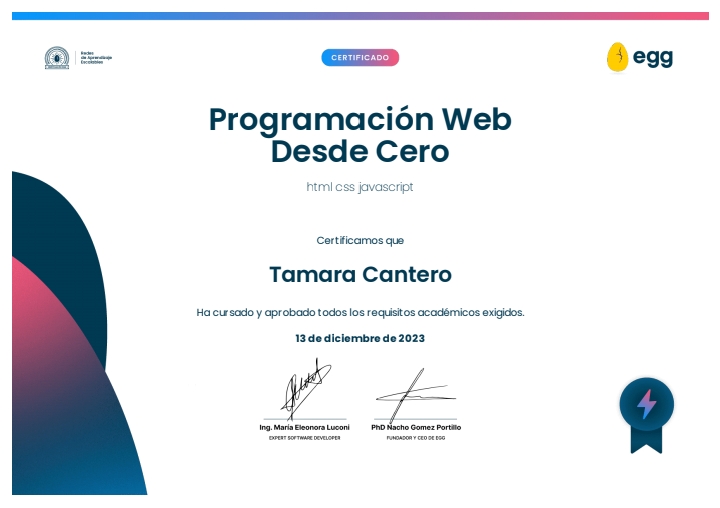 Redes
de Aprendizaje
Escalables
CERTIFICADO
egg
Programación Web
Desde Cero
html css javascript
Certificamos que
Tamara Cantero
Ha cursado y aprobado todos los requisitos académicos exigidos.
13 de diciembre de 2023
Ing. María Eleonora Luconi
EXPERT SOFTWARE DEVELOPER
PhD Nacho Gomez Portillo
FUNDADOR Y CEO DE EGG